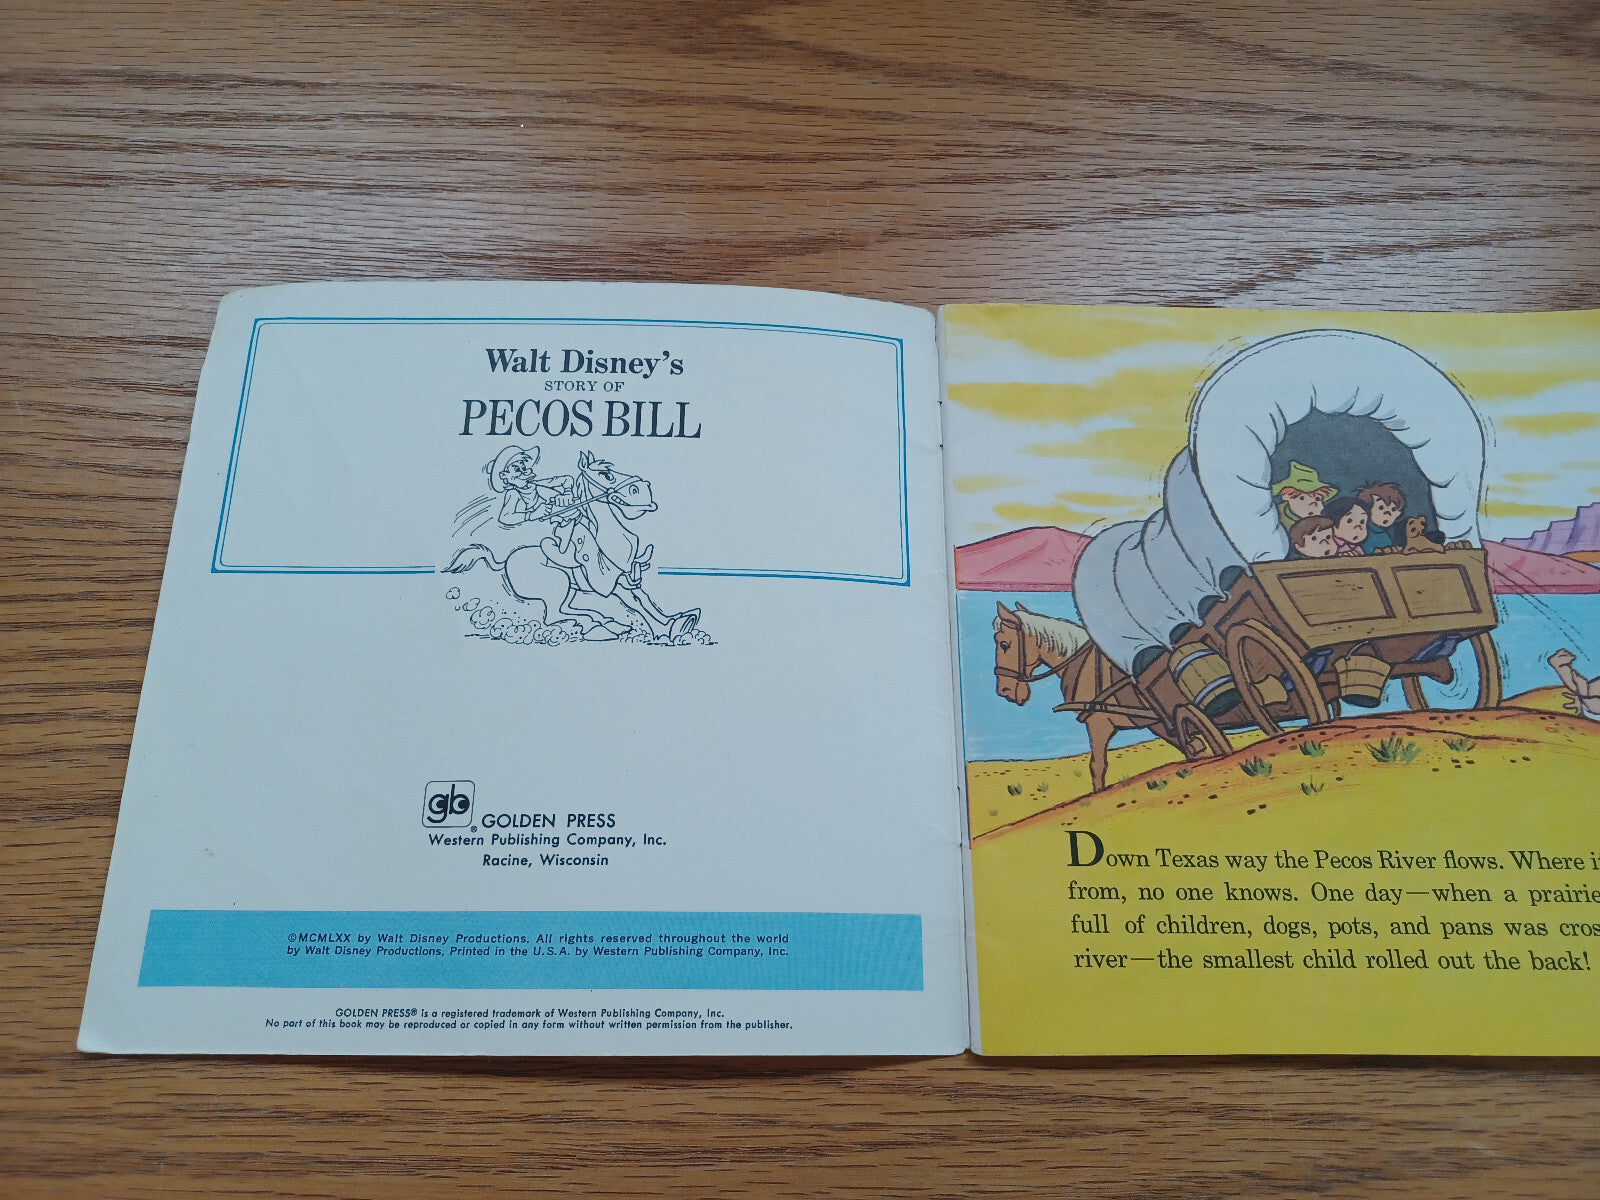 Walt Disney's
STORY OF
PECOS BILL
gb®
GOLDEN PRESS
Western Publishing Company, Inc.
Racine, Wisconsin
©MCMLXX by Walt Disney Productions. All rights reserved throughout the world
by Walt Disney Productions. Printed in the U.S.A. by Western Publishing Company, Inc.
GOLDEN PRESS® is a registered trademark of Western Publishing Company, Inc.
No part of this book may be reproduced or copied in any form without written permission from the publisher.
Down Texas way the Pecos River flows. Where
from, no one knows. One day—when a prairie
full of children, dogs, pots, and pans was
river—the smallest child rolled out the back!